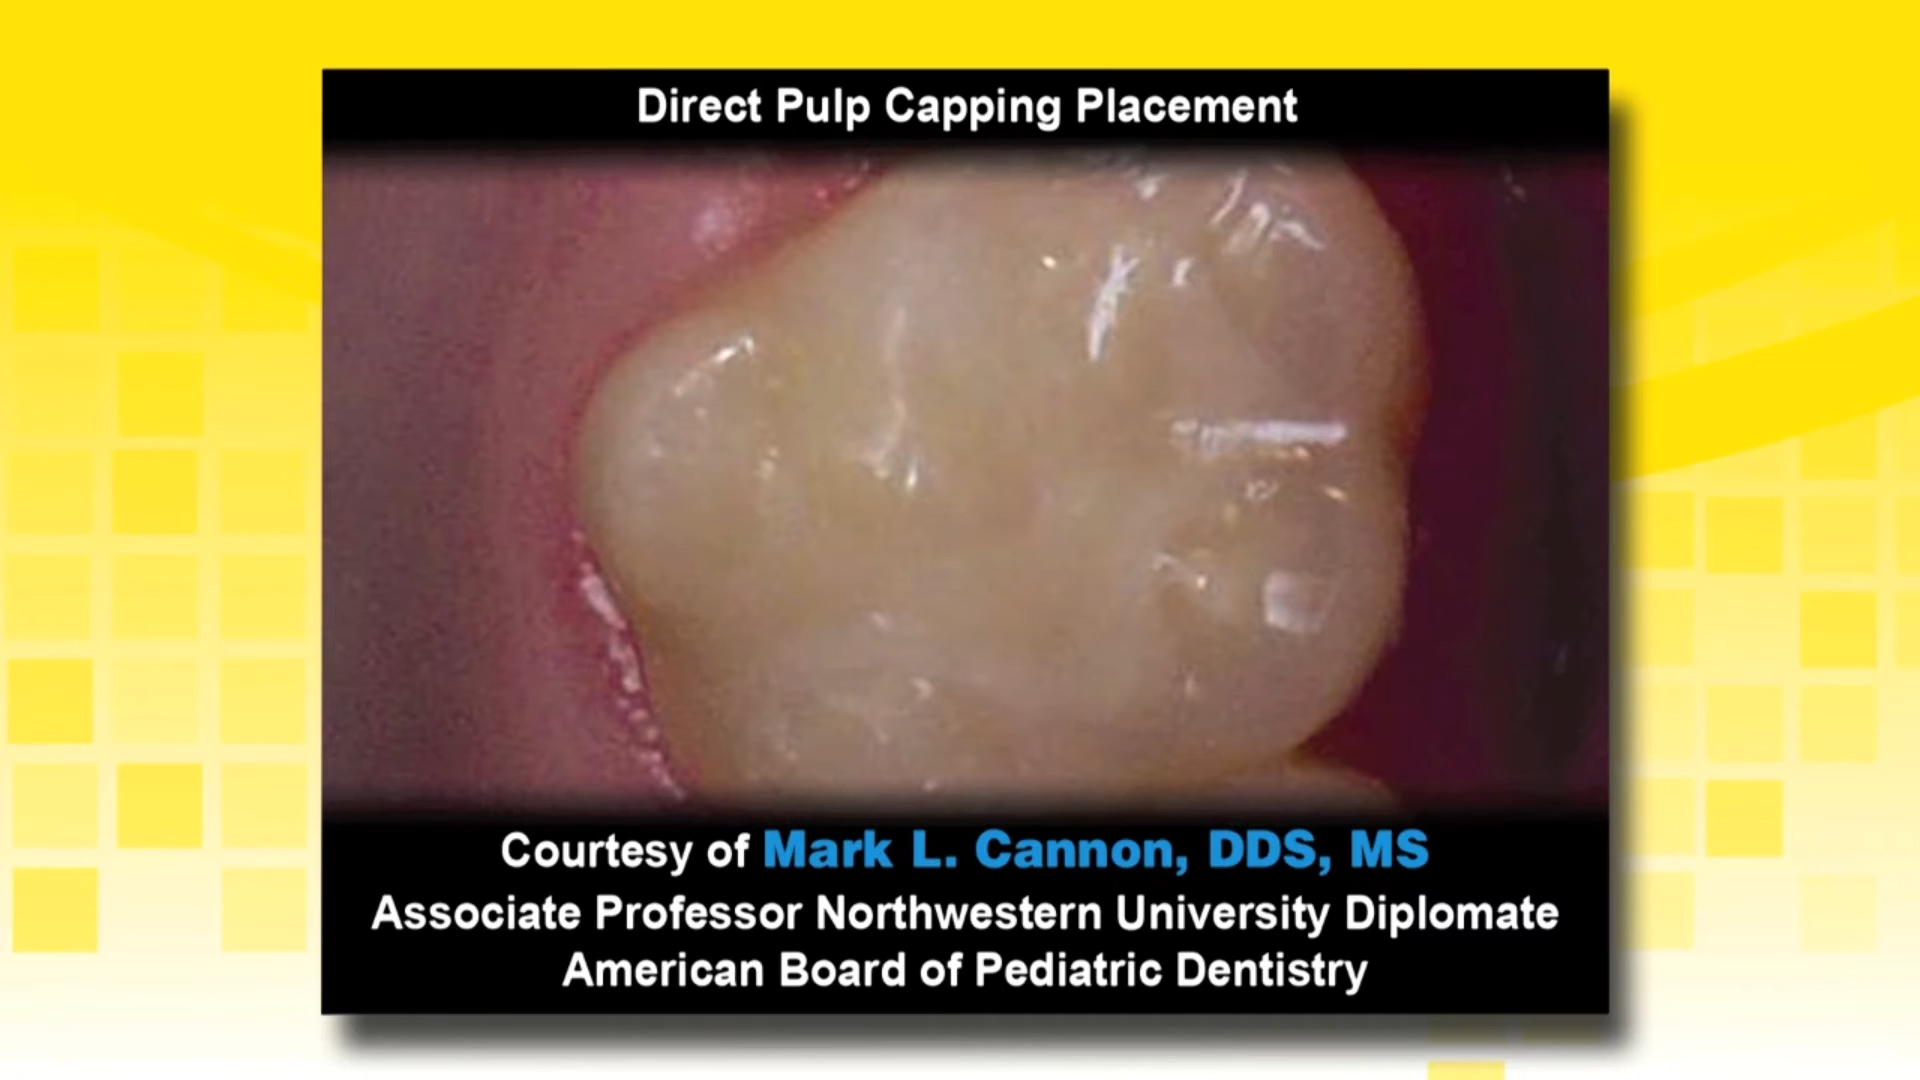 Direct Pulp Capping Placement
Courtesy of Mark L. Cannon, DDS, MS
Associate Professor Northwestern University Diplomate
American Board of Pediatric Dentistry